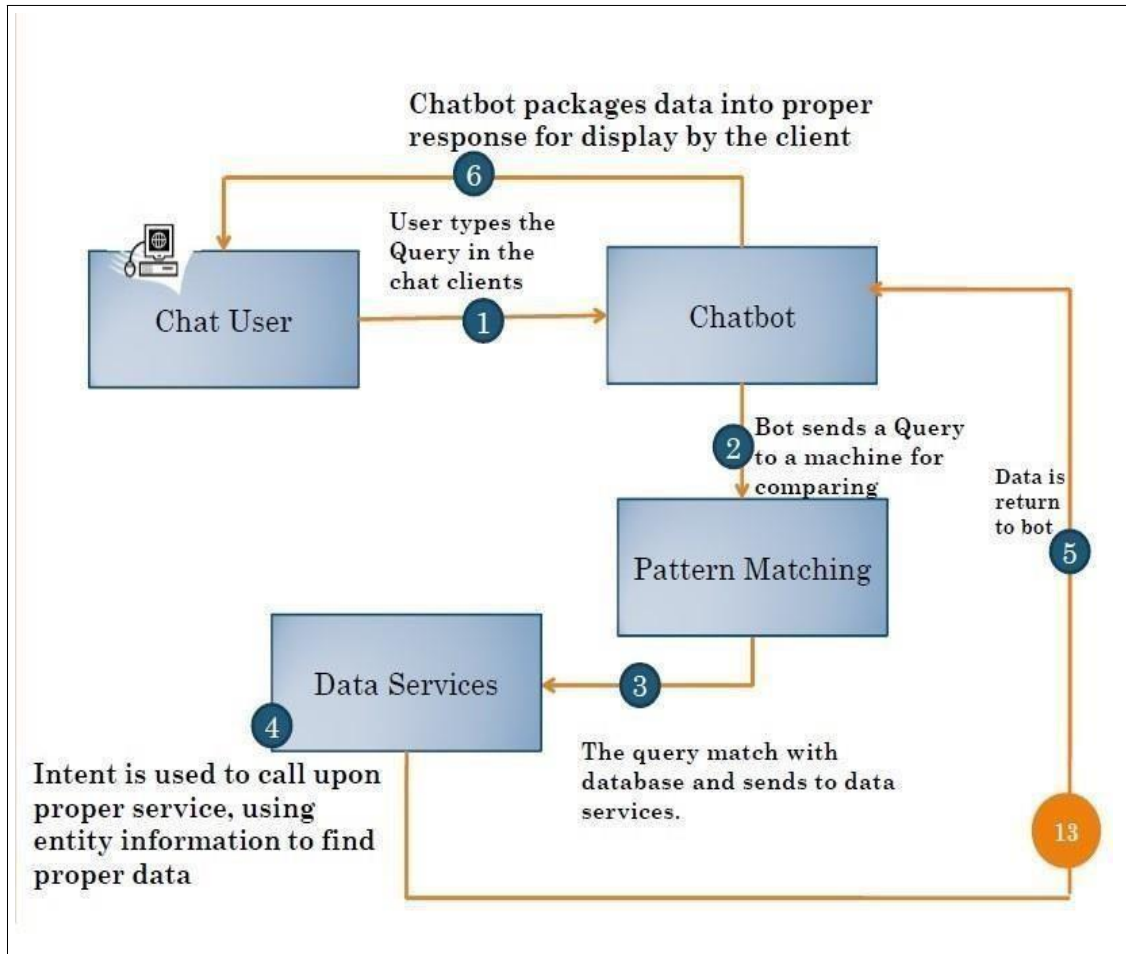 Chatbot packages data into proper
response for display by the client
6
User types the
Query in the
chat clients
Chat User
1
Chatbot
2
Bot sends a Query
to a machine for
comparing
Data is
return
to bot
5
Pattern Matching
Data Services
3
4
The query match with
database and sends to data
services.
Intent is used to call upon
proper service, using
entity information to find
proper data
13